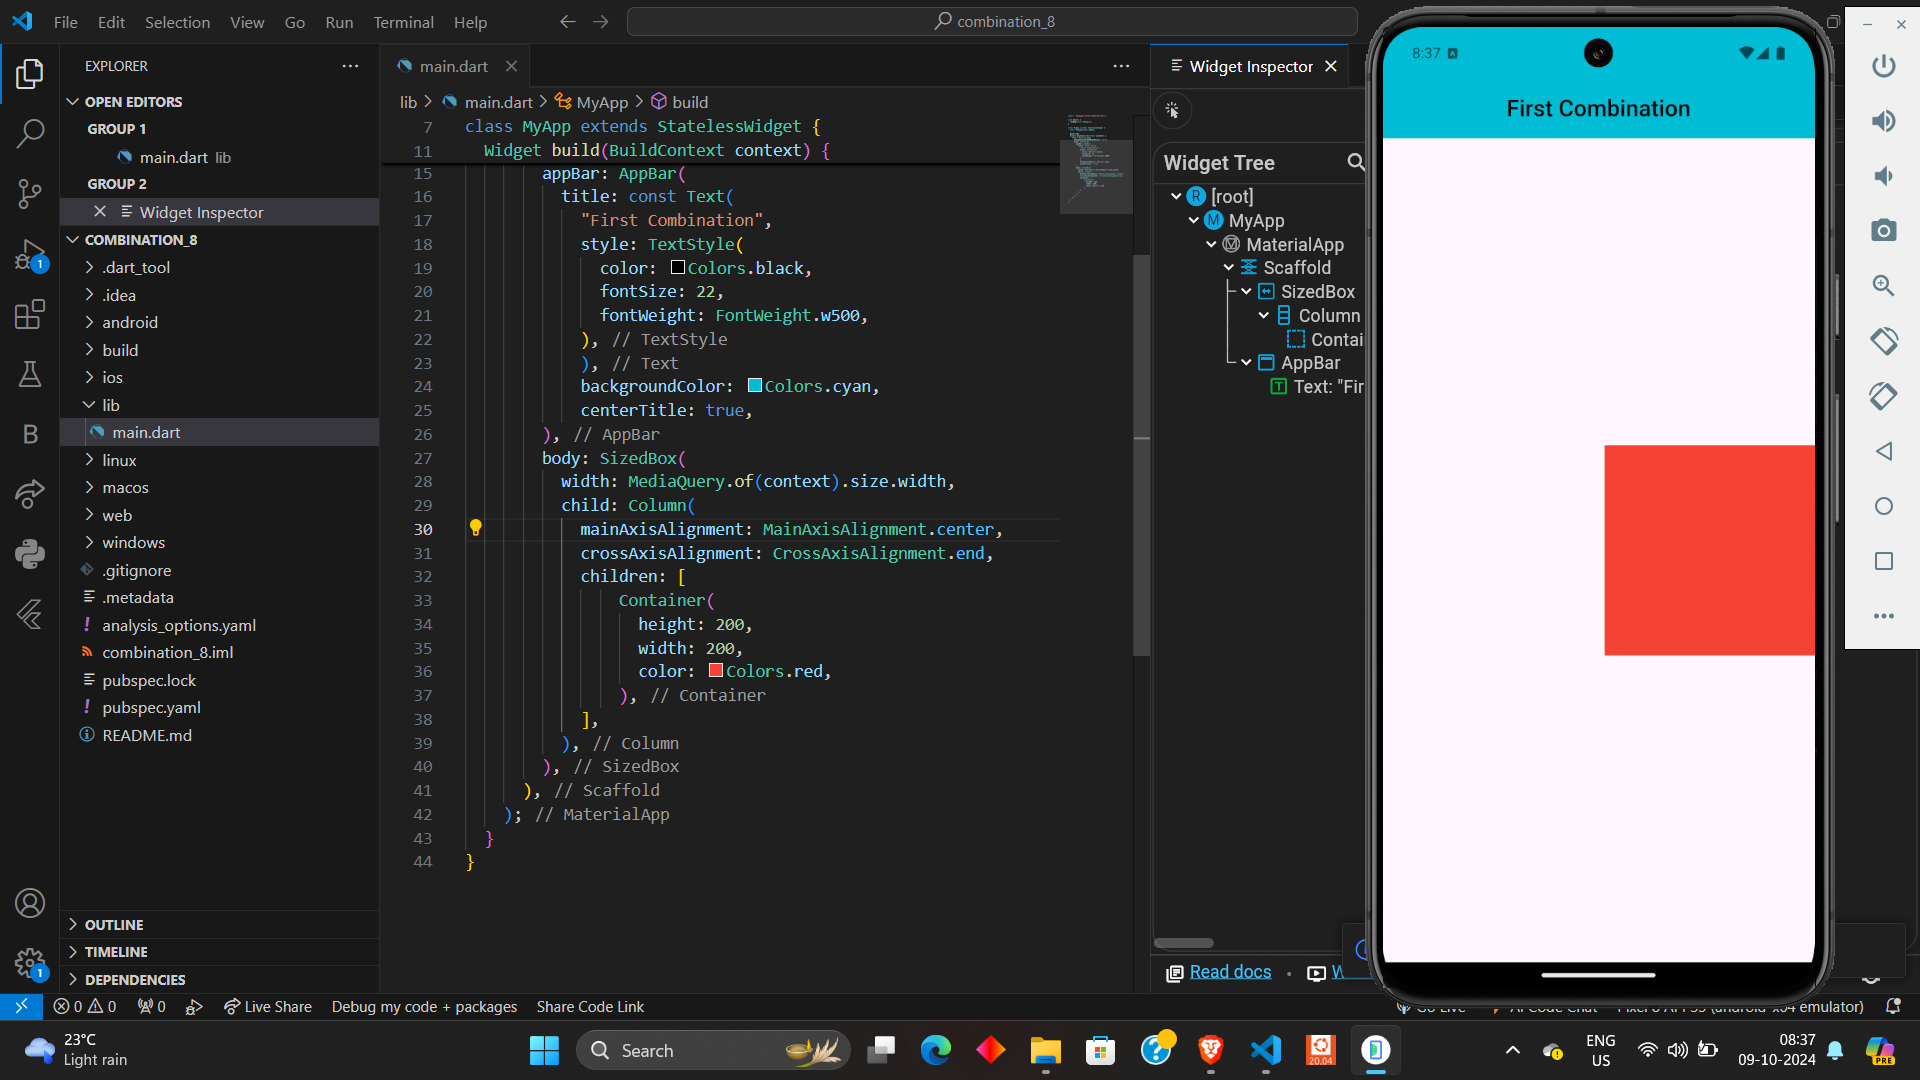 File Edit Selection View Go Run Terminal Help
combination_8
EXPLORER
OPEN EDITORS
GROUP 1
main.dart lib
GROUP 2
Widget Inspector
COMBINATION_8
.dart_tool
.idea
android
build
ios
lib
main.dart
linux
macos
web
windows
.gitignore
.metadata
analysis_options.yaml
combination_8.iml
pubspec.lock
pubspec.yaml
README.md
OUTLINE
TIMELINE
DEPENDENCIES
main.dart
lib > main.dart > MyApp > build
7 class MyApp extends StatelessWidget {
11 Widget build(BuildContext context) {
15 appBar: AppBar(
16 title: const Text(
17 "First Combination",
18 style: TextStyle(
19 color: Colors.black,
20 fontSize: 22,
21 fontWeight: FontWeight.w500,
22 ), // TextStyle
23 ), // Text
24 backgroundColor: Colors.cyan,
25 centerTitle: true,
26 ), // AppBar
27 body: SizedBox(
28 width: MediaQuery.of(context).size.width,
29 child: Column(
30 mainAxisAlignment: MainAxisAlignment.center,
31 crossAxisAlignment: CrossAxisAlignment.end,
32 children: [
33 Container(
34 height: 200,
35 width: 200,
36 color: Colors.red,
37 ), // Container
38 ],
39 ), // Column
40 ), // SizedBox
41 ), // Scaffold
42 ); // MaterialApp
43 }
44 }
Widget Inspector
Widget Tree
[root]
MyApp
MaterialApp
Scaffold
SizedBox
Column
Contai
AppBar
Text: "Fir
Read docs
8:37
First Combination
0 0 0 Live Share Debug my code + packages Share Code Link
23°C
Light rain
Search
20.04
ENG
US
08:37
09-10-2024
PRE